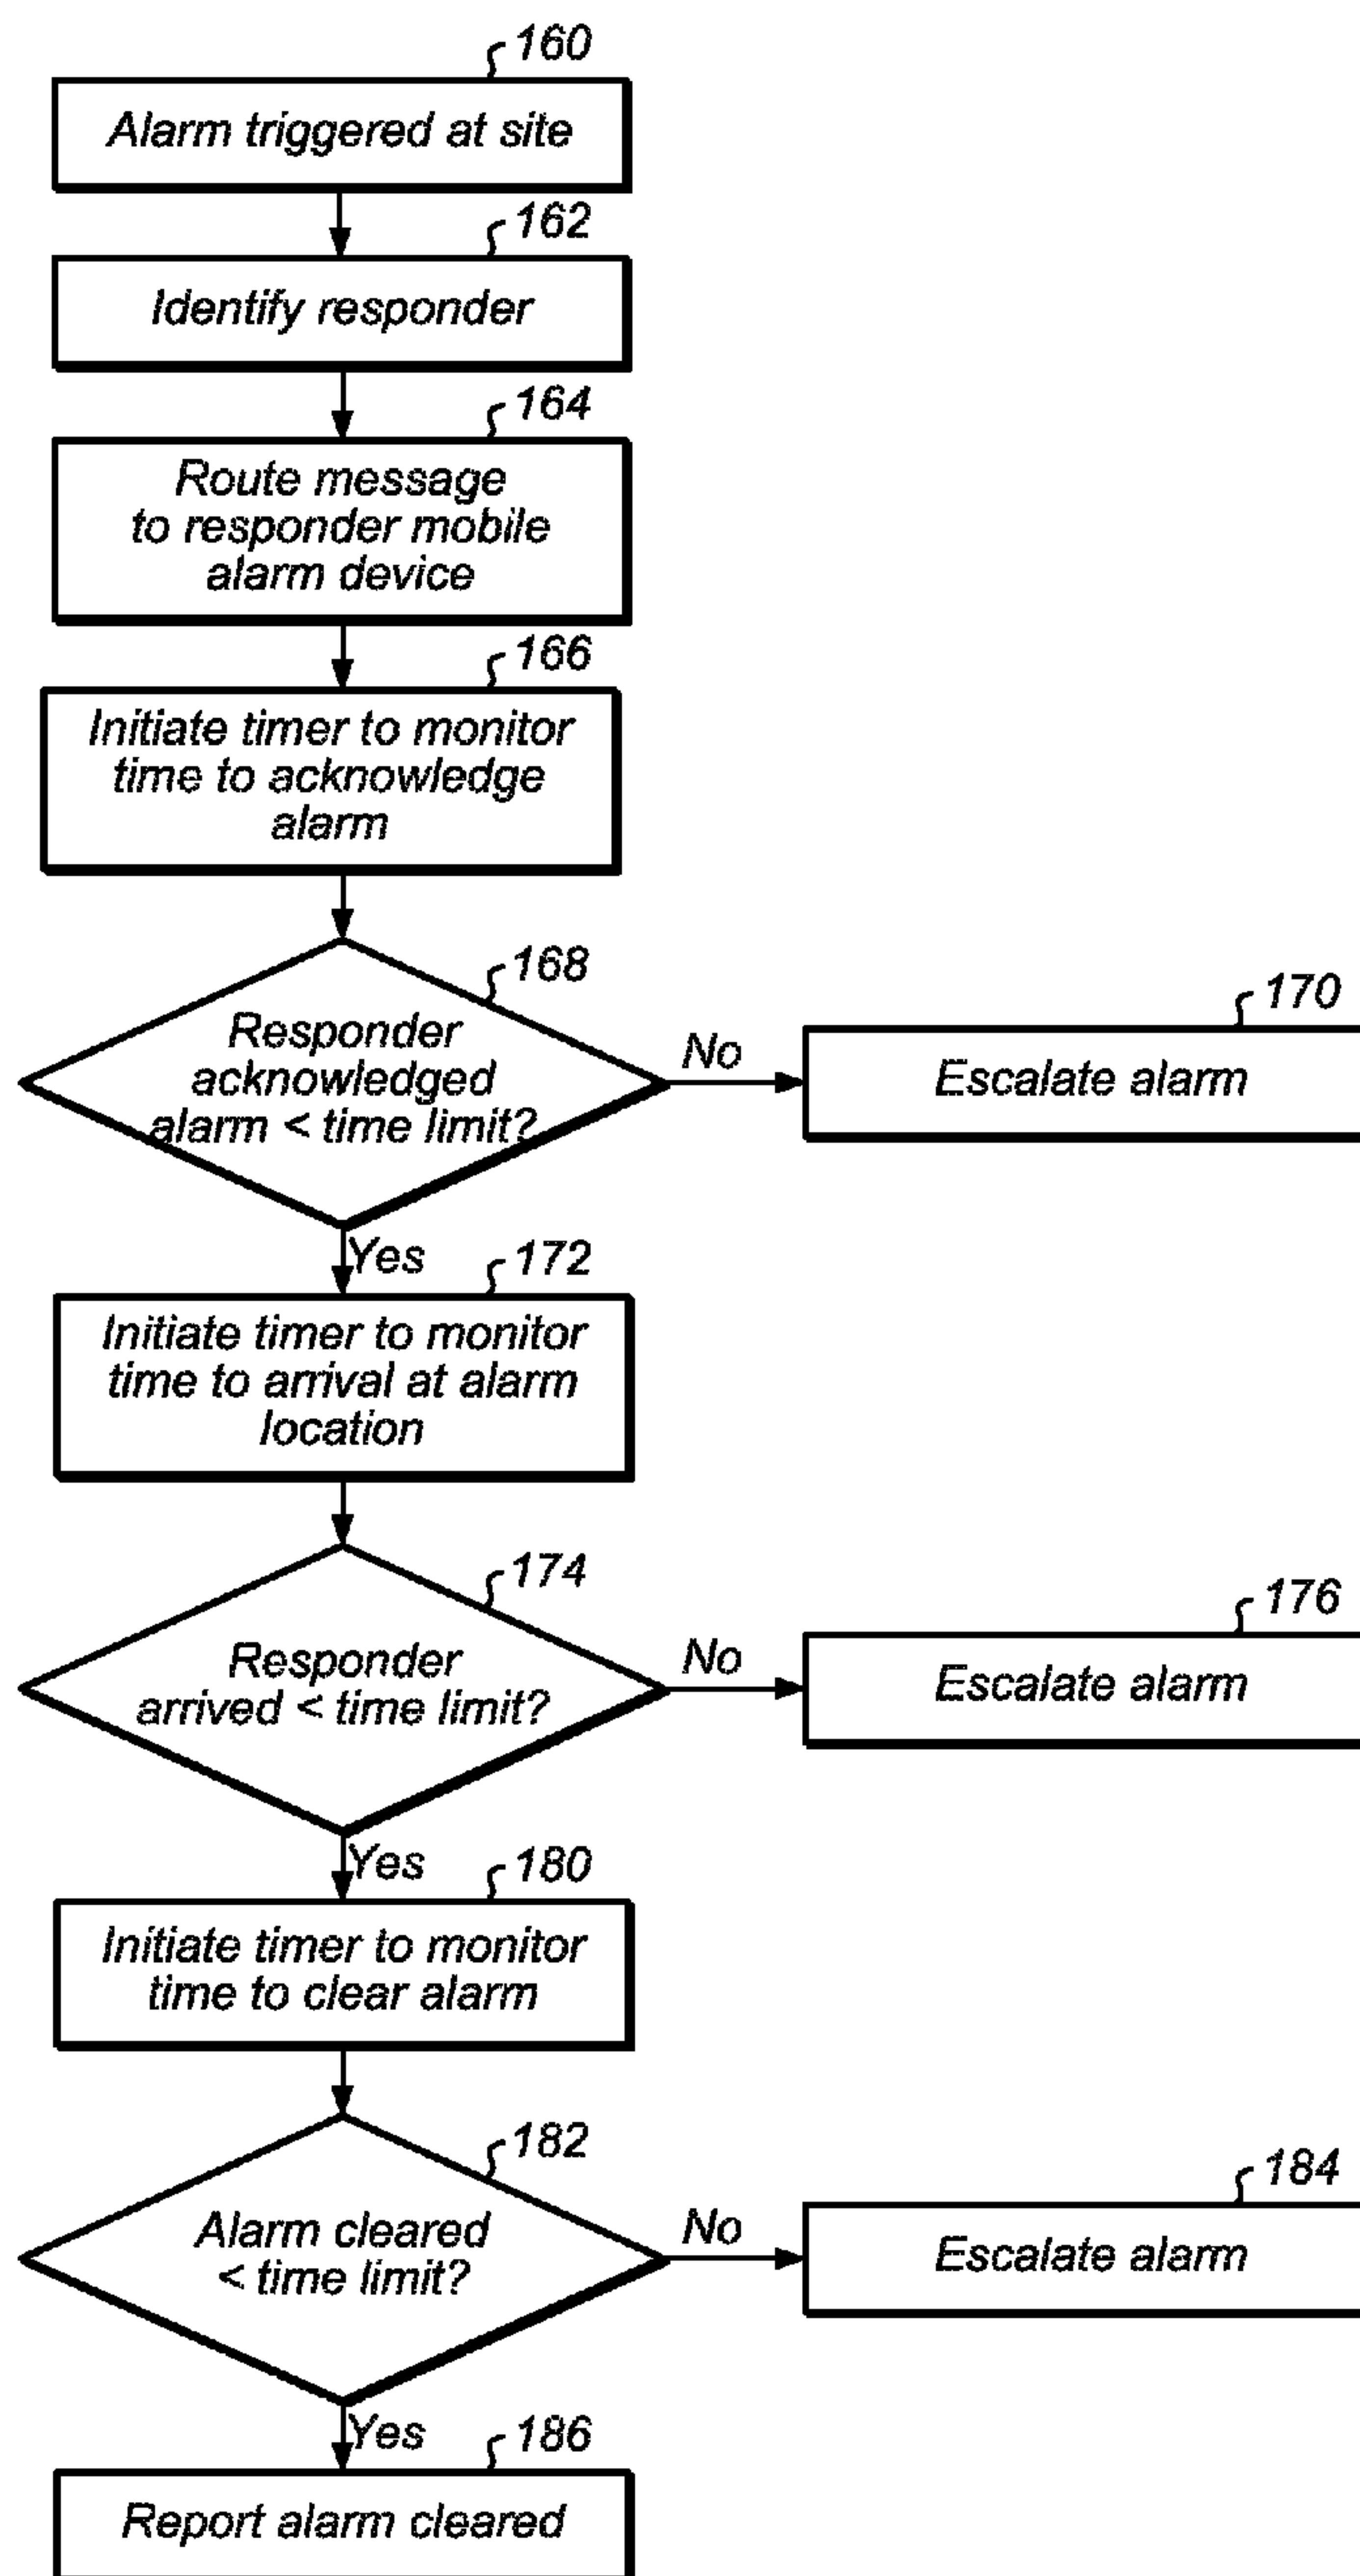 160
Alarm triggered at site
162
Identify responder
164
Route message
to responder mobile
alarm device
166
Initiate timer to monitor
time to acknowledge
alarm
168
Responder
acknowledged
alarm < time limit?
No
170
Escalate alarm
Yes
172
Initiate timer to monitor
time to arrival at alarm
location
174
Responder
arrived < time limit?
No
176
Escalate alarm
Yes
180
Initiate timer to monitor
time to clear alarm
182
Alarm cleared
< time limit?
No
184
Escalate alarm
Yes
186
Report alarm cleared